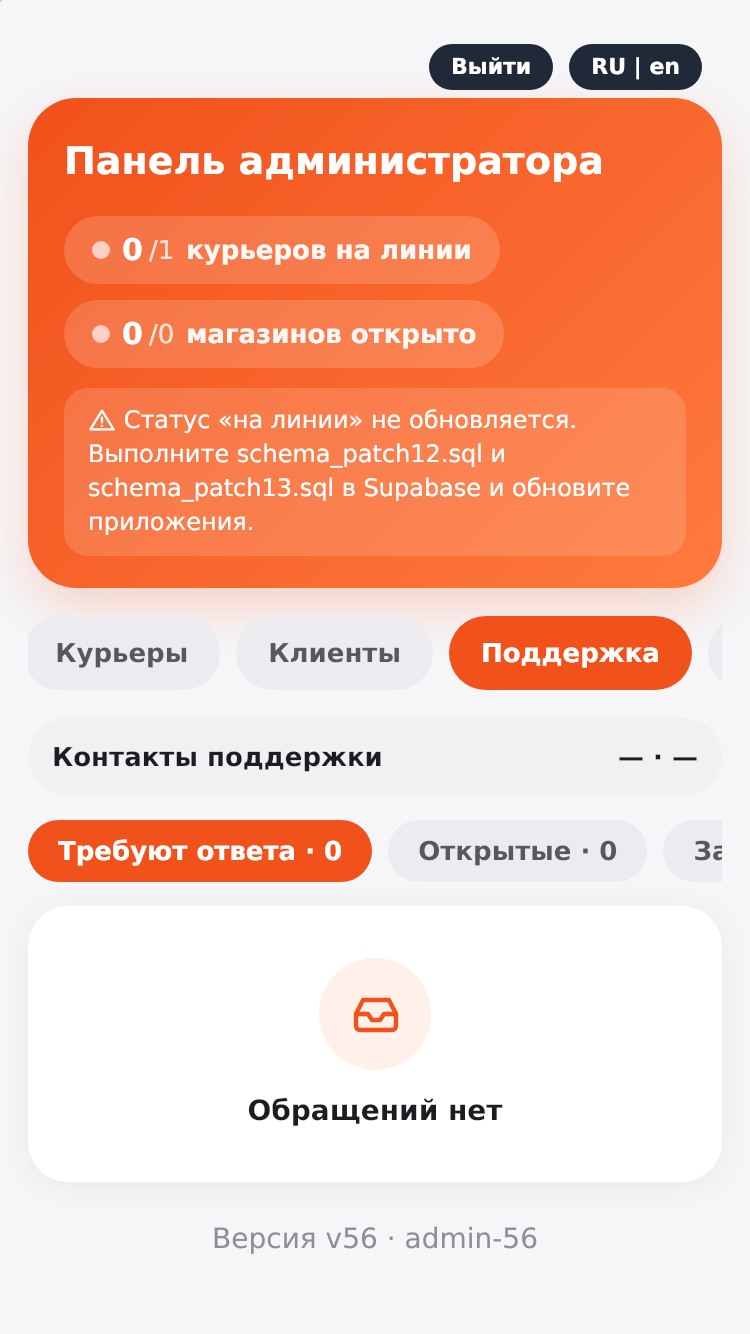 Выйти
RU | en
Панель администратора
0/1 курьеров на линии
0/0 магазинов открыто
Статус «на линии» не обновляется.
Выполните schema_patch12.sql и
schema_patch13.sql в Supabase и обновите
приложения.
Курьеры
Клиенты
Поддержка
Контакты поддержки
— · —
Требуют ответа · 0
Открытые · 0
За
Обращений нет
Версия v56 · admin-56